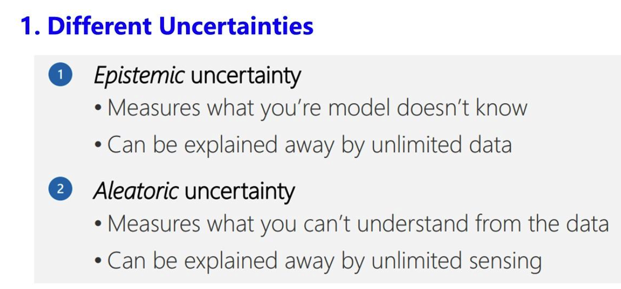 1. Different Uncertainties
1 Epistemic uncertainty
• Measures what you're model doesn't know
• Can be explained away by unlimited data
2 Aleatoric uncertainty
• Measures what you can't understand from the data
• Can be explained away by unlimited sensing